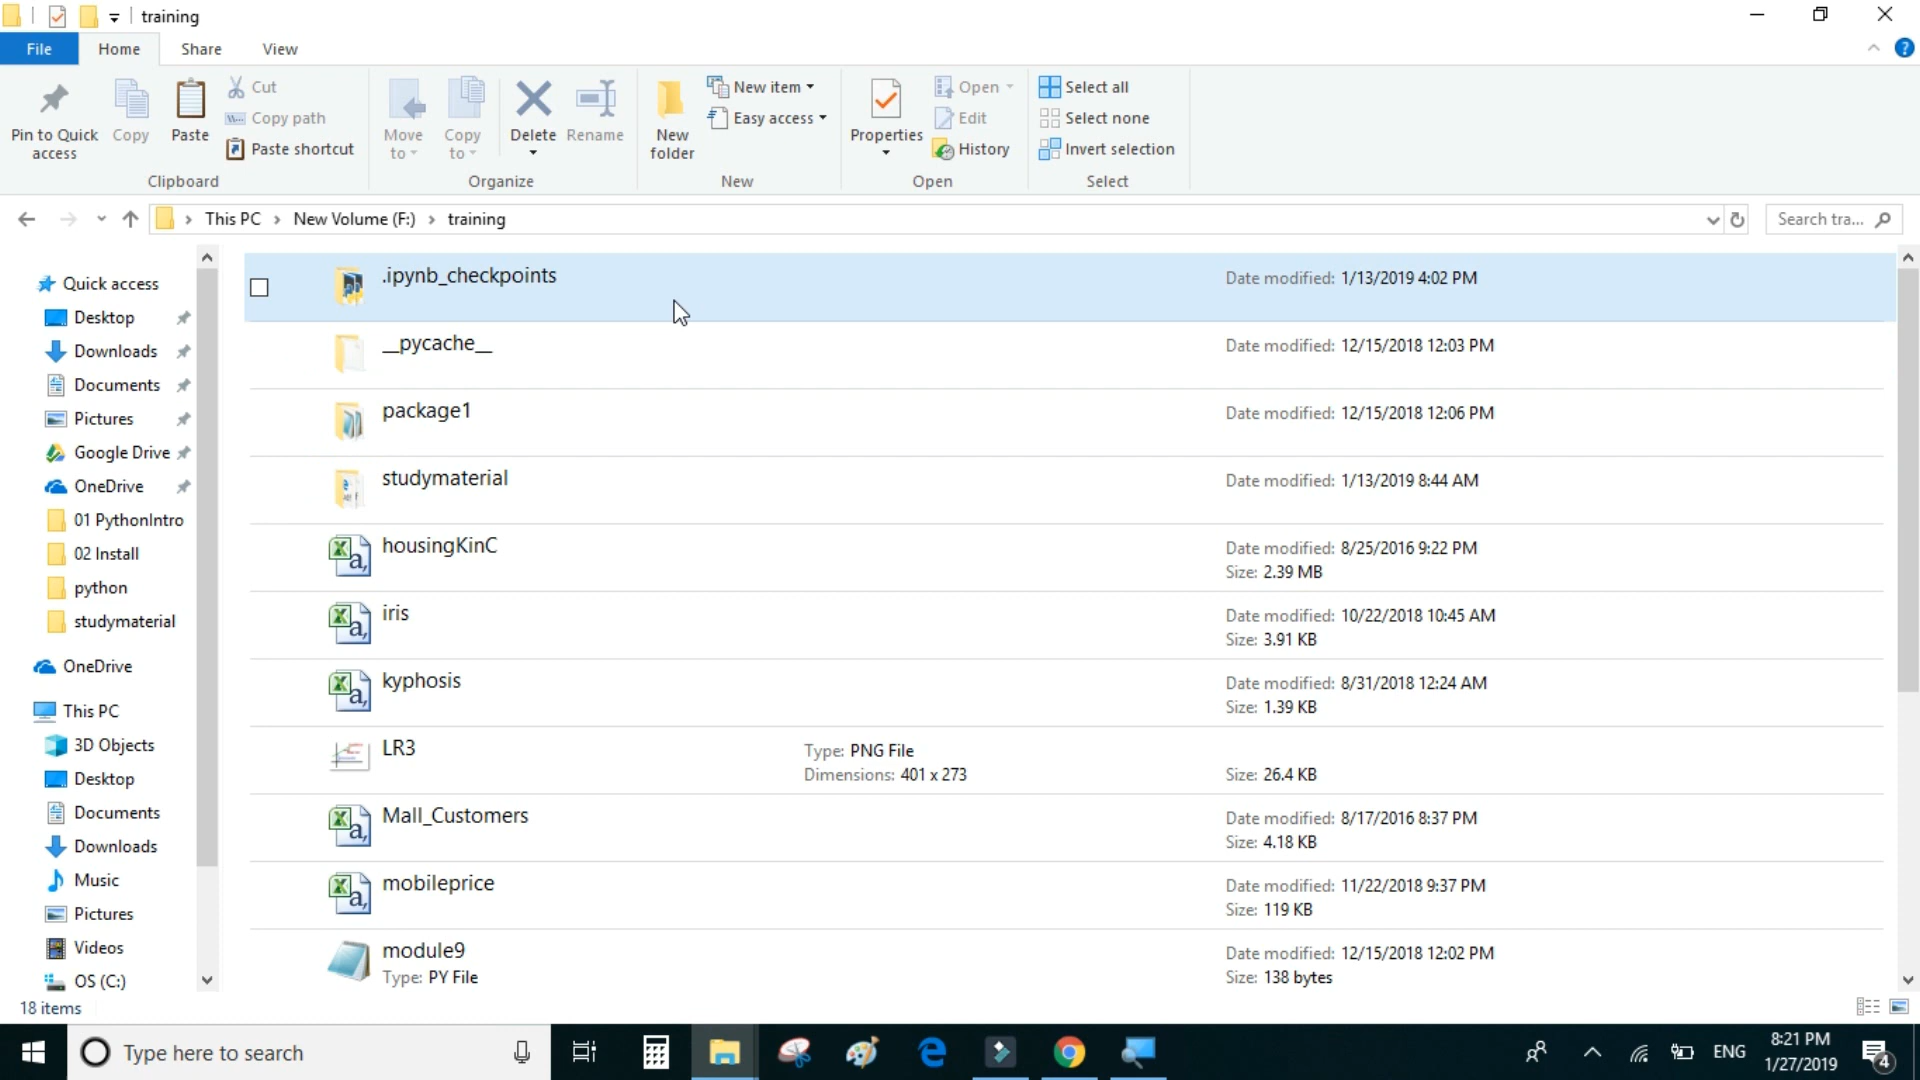 training
File Home Share View
Pin to Quick access
Copy
Paste
Cut
Copy path
Paste shortcut
Clipboard
Move to
Copy to
Delete
Rename
Organize
New folder
New item
Easy access
New
Properties
Open
Edit
History
Open
Select all
Select none
Invert selection
Select
This PC > New Volume (F:) > training
Search tra...
Quick access
Desktop
Downloads
Documents
Pictures
Google Drive
OneDrive
01 PythonIntro
02 Install
python
studymaterial
OneDrive
This PC
3D Objects
Desktop
Documents
Downloads
Music
Pictures
Videos
OS (C:)
.ipynb_checkpoints Date modified: 1/13/2019 4:02 PM
__pycache__ Date modified: 12/15/2018 12:03 PM
package1 Date modified: 12/15/2018 12:06 PM
studymaterial Date modified: 1/13/2019 8:44 AM
housingKinC Date modified: 8/25/2016 9:22 PM
Size: 2.39 MB
iris Date modified: 10/22/2018 10:45 AM
Size: 3.91 KB
kyphosis Date modified: 8/31/2018 12:24 AM
Size: 1.39 KB
LR3 Type: PNG File
Dimensions: 401 x 273 Size: 26.4 KB
Mall_Customers Date modified: 8/17/2016 8:37 PM
Size: 4.18 KB
mobileprice Date modified: 11/22/2018 9:37 PM
Size: 119 KB
module9 Date modified: 12/15/2018 12:02 PM
Type: PY File Size: 138 bytes
18 items
Type here to search
ENG
8:21 PM
1/27/2019
4